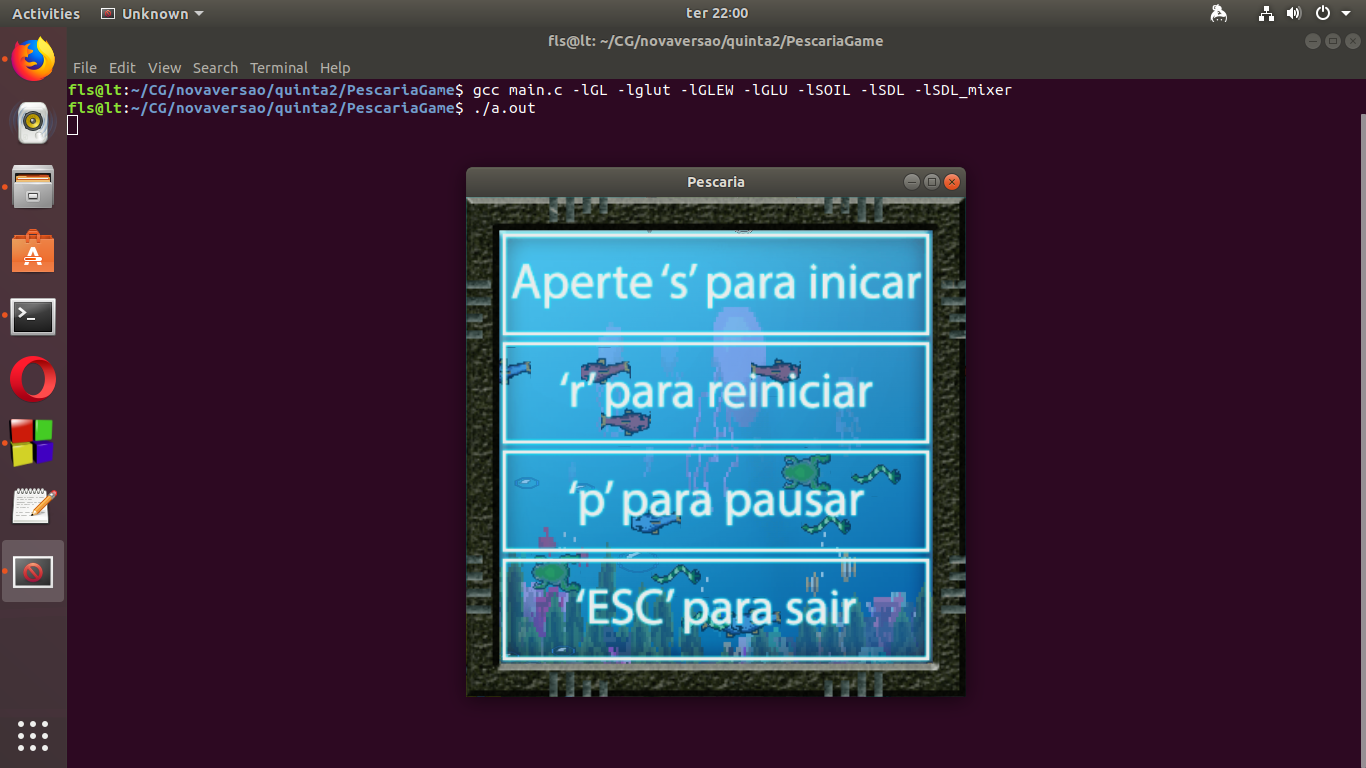 Activities Unknown ter 22:00
fls@lt: ~/CG/novaversao/quinta2/PescariaGame
File Edit View Search Terminal Help
fls@lt:~/CG/novaversao/quinta2/PescariaGame$ gcc main.c -lGL -lglut -lGLEW -lGLU -lSOIL -lSDL -lSDL_mixer
fls@lt:~/CG/novaversao/quinta2/PescariaGame$ ./a.out
Pescaria
Aperte ‘s’ para inicar
‘r’ para reiniciar
‘p’ para pausar
‘ESC’ para sair